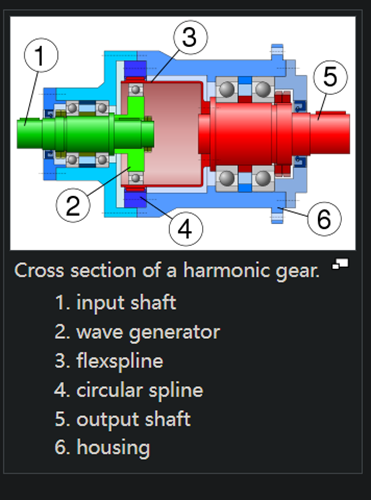 1
3
5
2
4
6
Cross section of a harmonic gear.
1. input shaft
2. wave generator
3. flexspline
4. circular spline
5. output shaft
6. housing